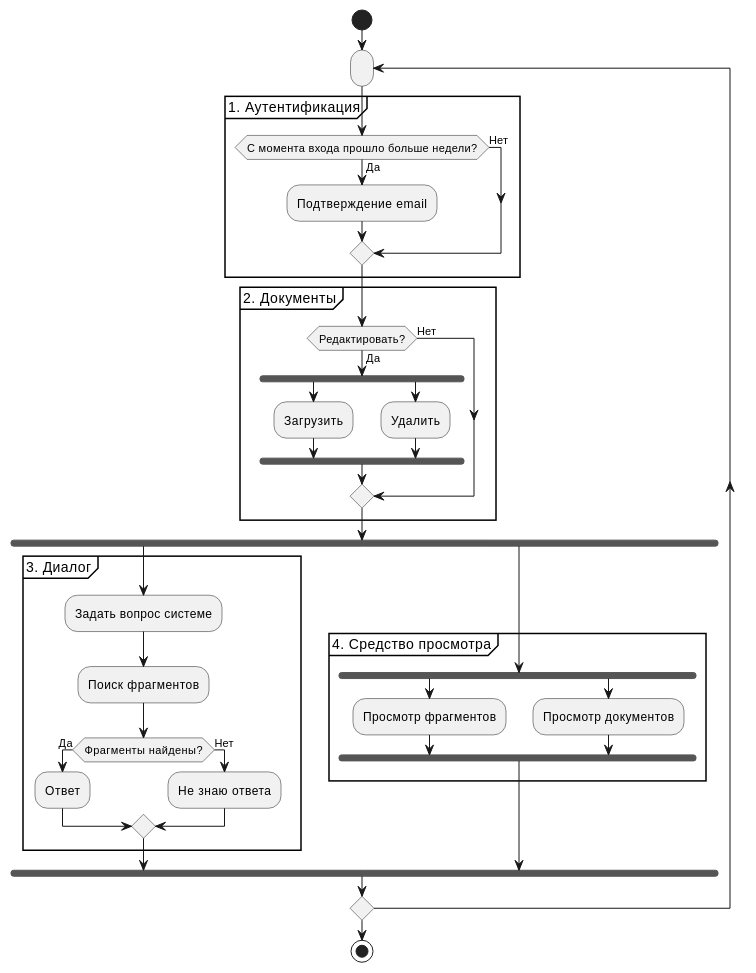 1. Аутентификация
С момента входа прошло больше недели?
Нет
Да
Подтверждение email
2. Документы
Редактировать?
Нет
Да
Загрузить
Удалить
3. Диалог
Задать вопрос системе
Поиск фрагментов
Да
Фрагменты найдены?
Нет
Ответ
Не знаю ответа
4. Средство просмотра
Просмотр фрагментов
Просмотр документов